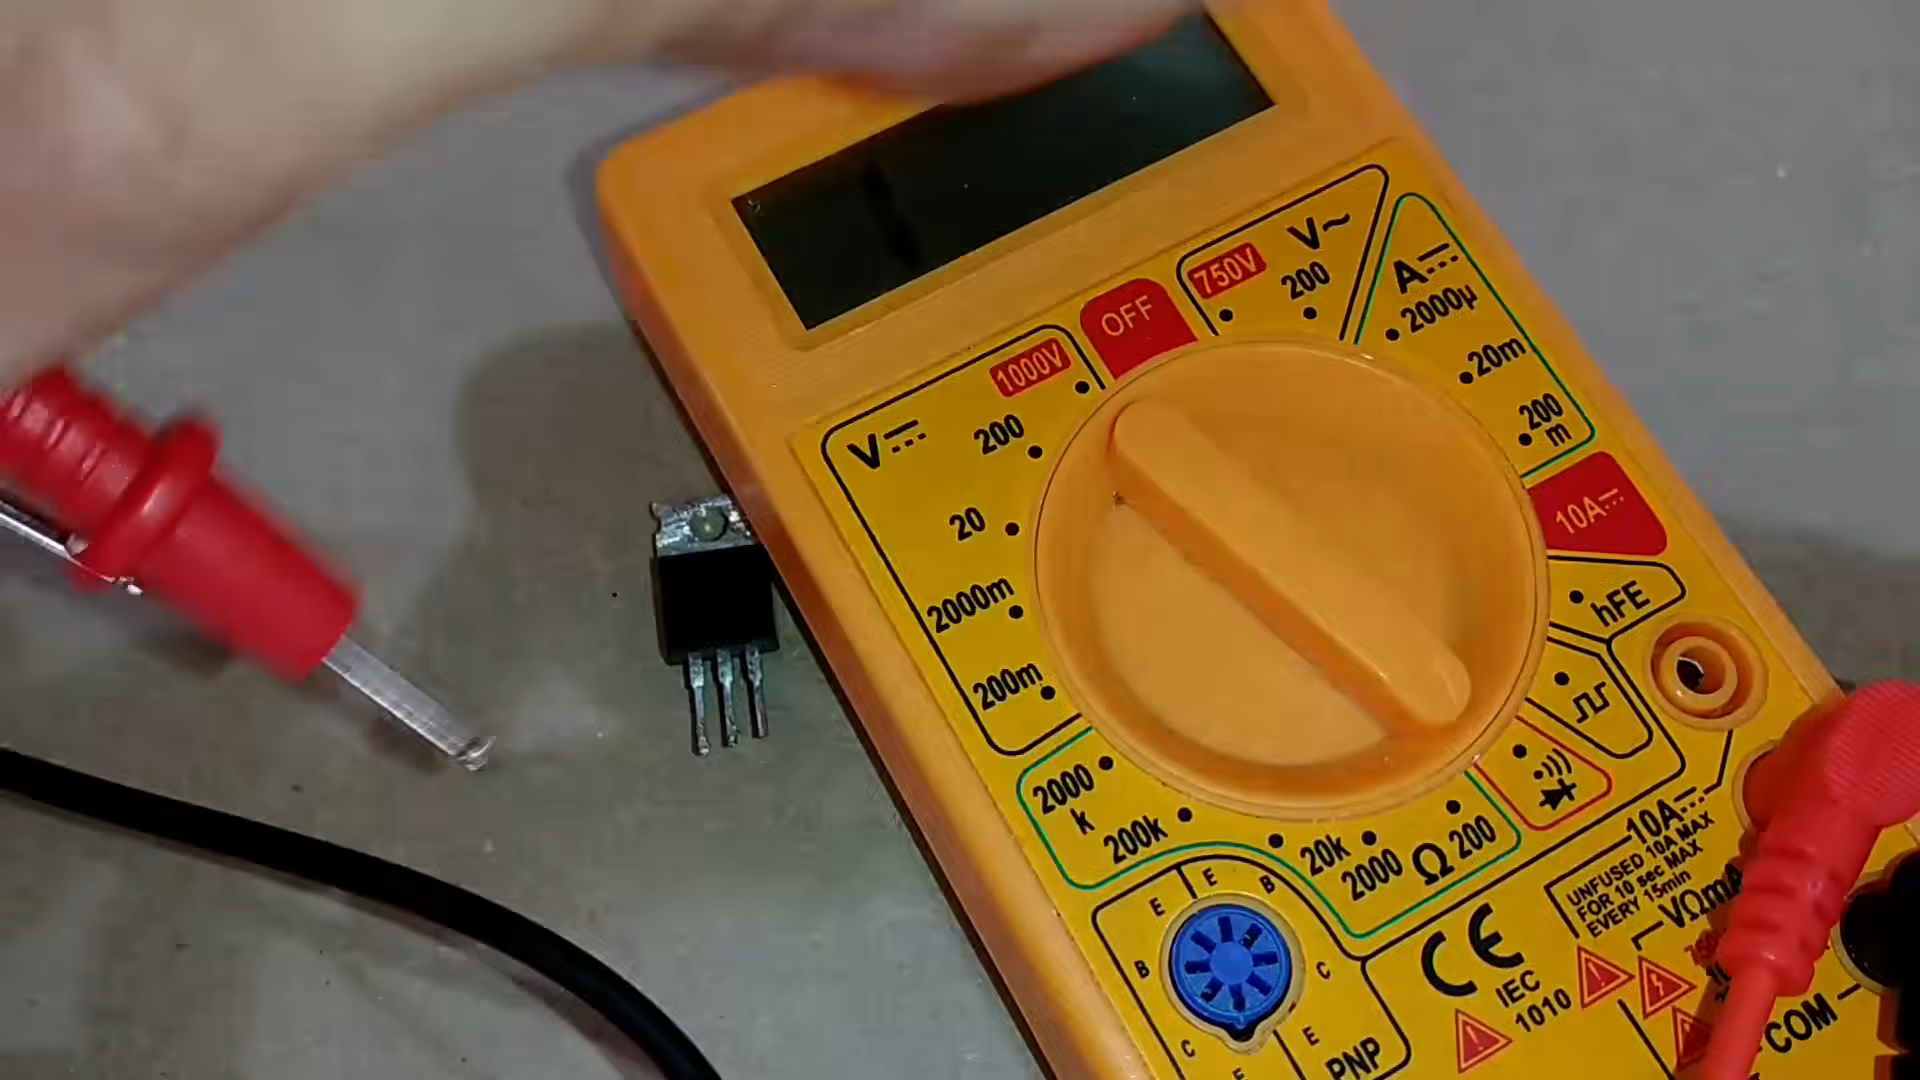 OFF
750V
V~
200
A
2000µ
20m
200
m
10A
hFE
1000V
V
200
20
2000m
200m
2000
k
200k
20k
2000
Ω
200
10A
UNFUSED 10A MAX
FOR 10 sec MAX
EVERY 15min
VΩmA
COM
CE
IEC
1010
E
E
B
B
C
C
E
E
PNP